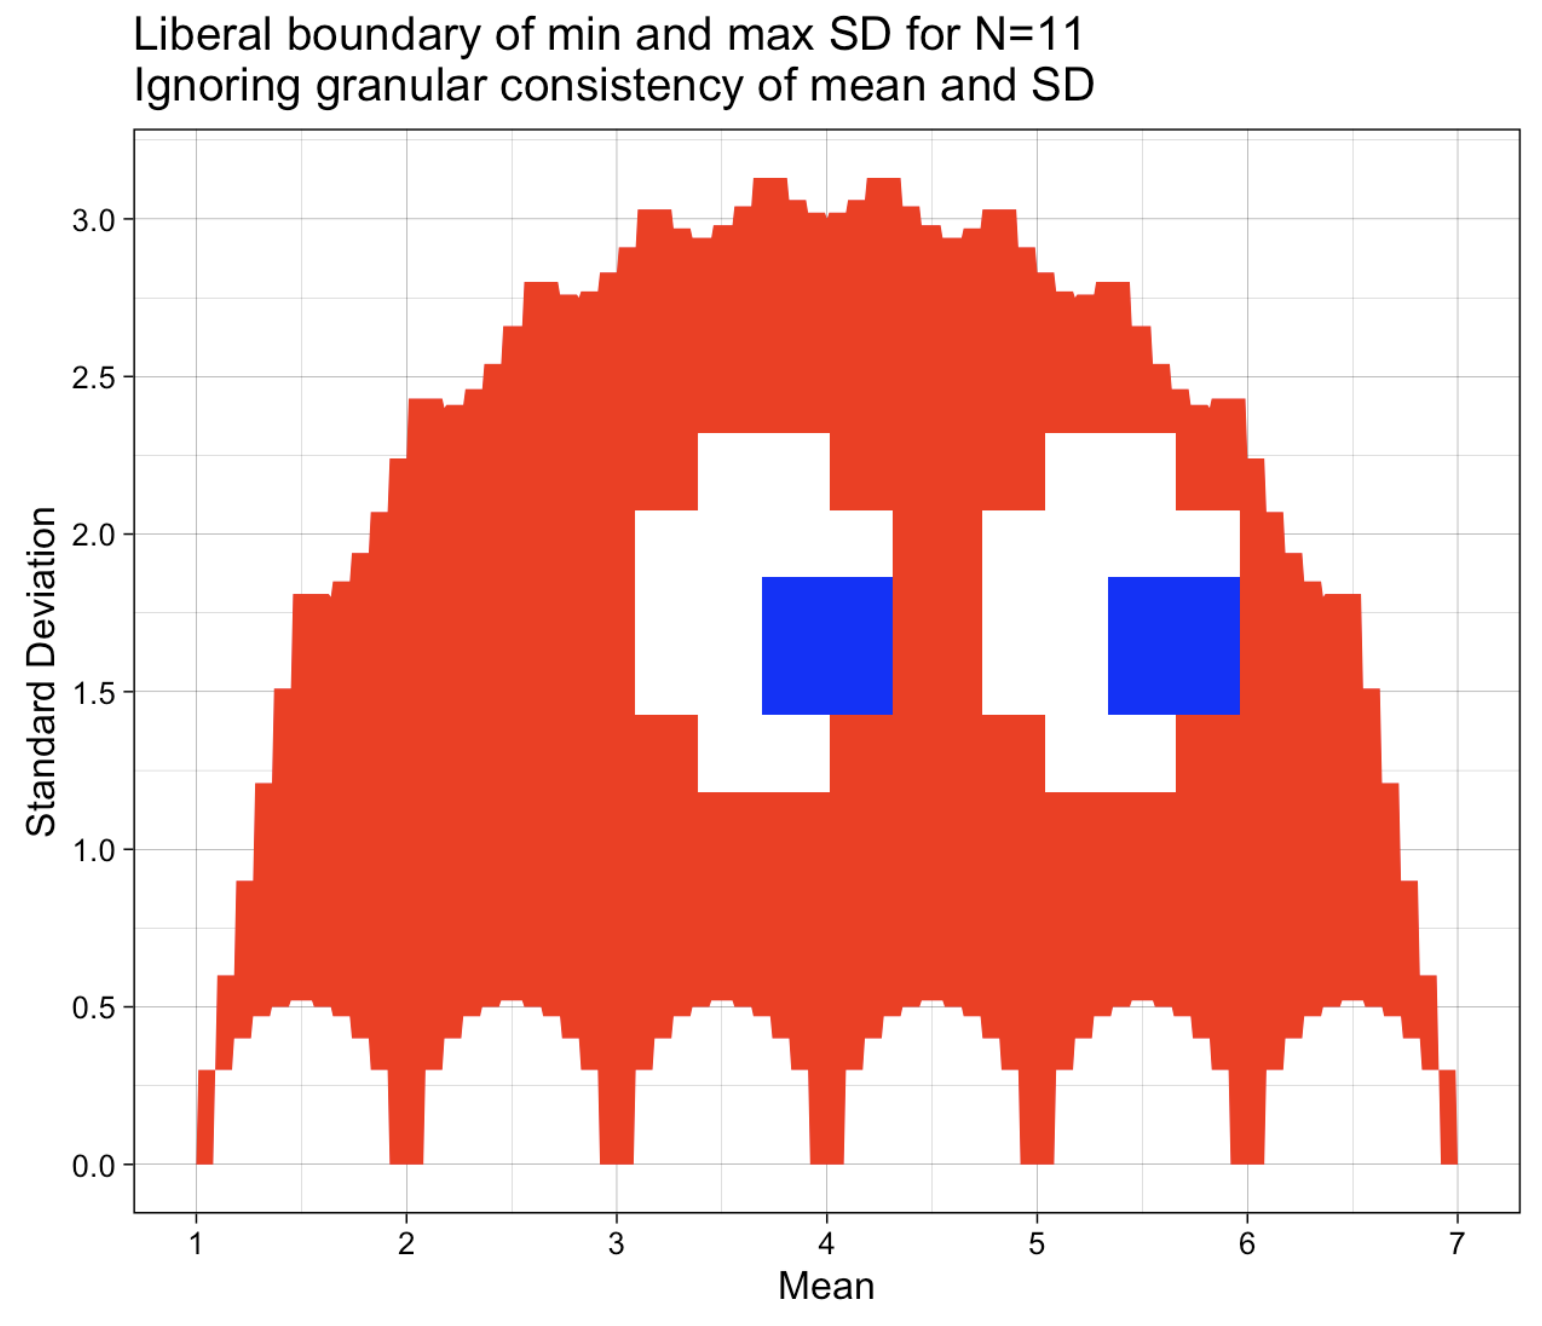 Liberal boundary of min and max SD for N=11
Ignoring granular consistency of mean and SD
3.0
2.5
2.0
1.5
1.0
0.5
0.0
Standard Deviation
1 2 3 4 5 6 7
Mean